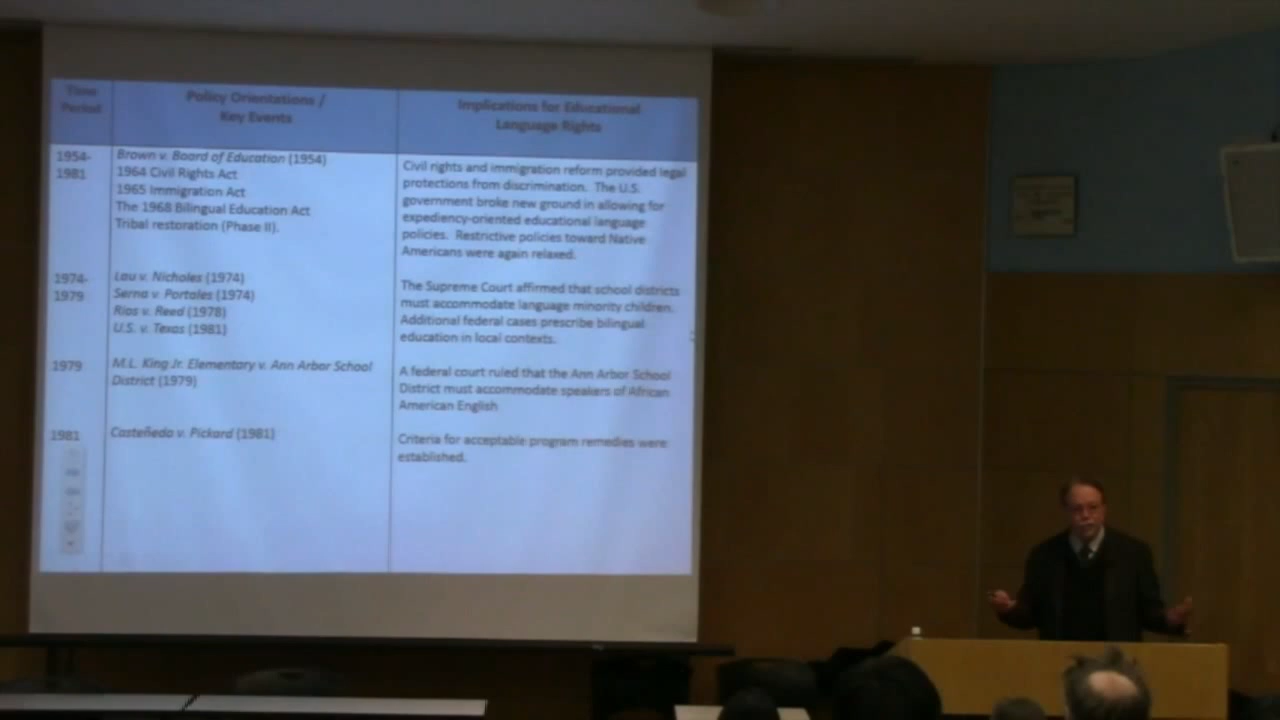 Time
Period
Policy Orientations /
Key Events
Implications for Educational
Language Rights
1954-
1981
Brown v. Board of Education (1954)
1964 Civil Rights Act
1965 Immigration Act
The 1968 Bilingual Education Act
Tribal restoration (Phase II).
Civil rights and immigration reform provided legal
protections from discrimination. The U.S.
government broke new ground in allowing for
expediency-oriented educational language
policies. Restrictive policies toward Native
Americans were again relaxed.
1974-
1979
Lau v. Nicholes (1974)
Serna v. Portales (1974)
Rios v. Reed (1978)
U.S. v. Texas (1981)
The Supreme Court affirmed that school districts
must accommodate language minority children.
Additional federal cases prescribe bilingual
education in local contexts.
1979
M.L. King Jr. Elementary v. Ann Arbor School
District (1979)
A federal court ruled that the Ann Arbor School
District must accommodate speakers of African
American English
1981
Casteñeda v. Pickard (1981)
Criteria for acceptable program remedies were
established.